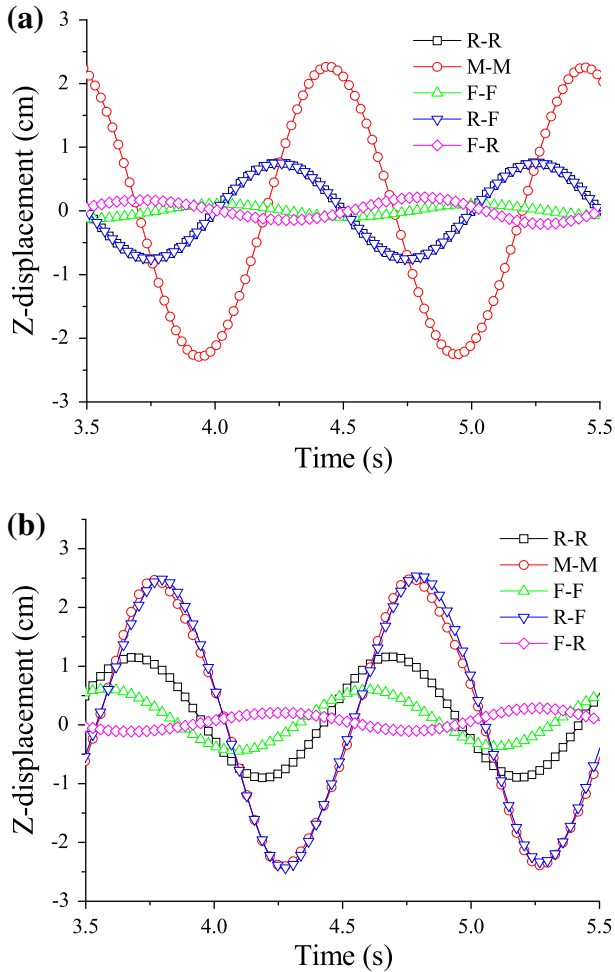 (a)
3
2
1
0
-1
-2
-3
Z-displacement (cm)
R-R
M-M
F-F
R-F
F-R
3.5 4.0 4.5 5.0 5.5
Time (s)
(b)
3
2
1
0
-1
-2
-3
Z-displacement (cm)
R-R
M-M
F-F
R-F
F-R
3.5 4.0 4.5 5.0 5.5
Time (s)